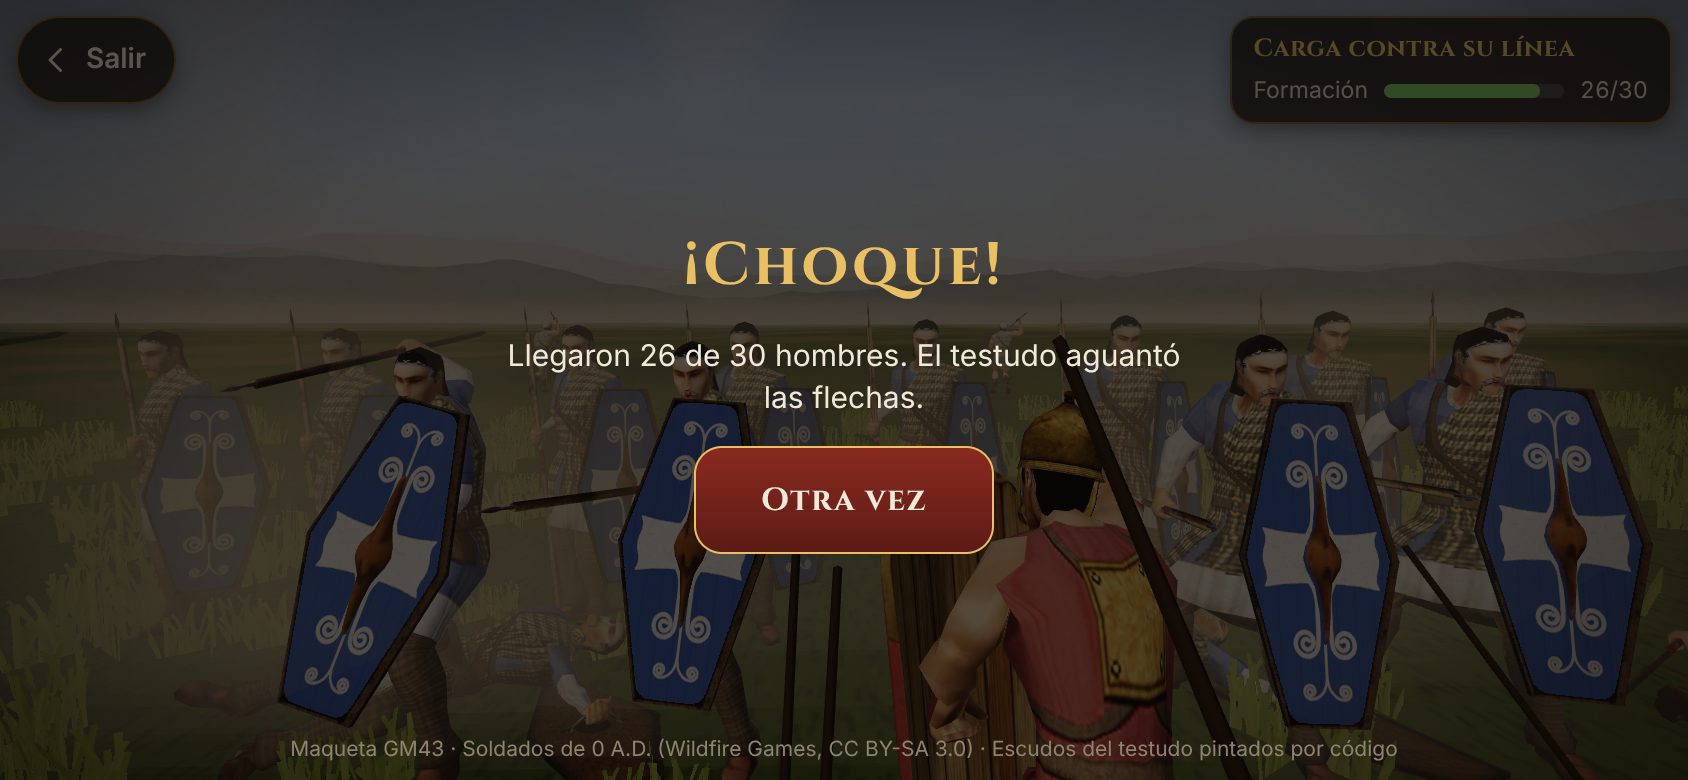 Salir
Carga contra su línea
Formación 26/30
¡Choque!
Llegaron 26 de 30 hombres. El testudo aguantó
las flechas.
Otra vez
Maqueta GM43 · Soldados de 0 A.D. (Wildfire Games, CC BY-SA 3.0) · Escudos del testudo pintados por código